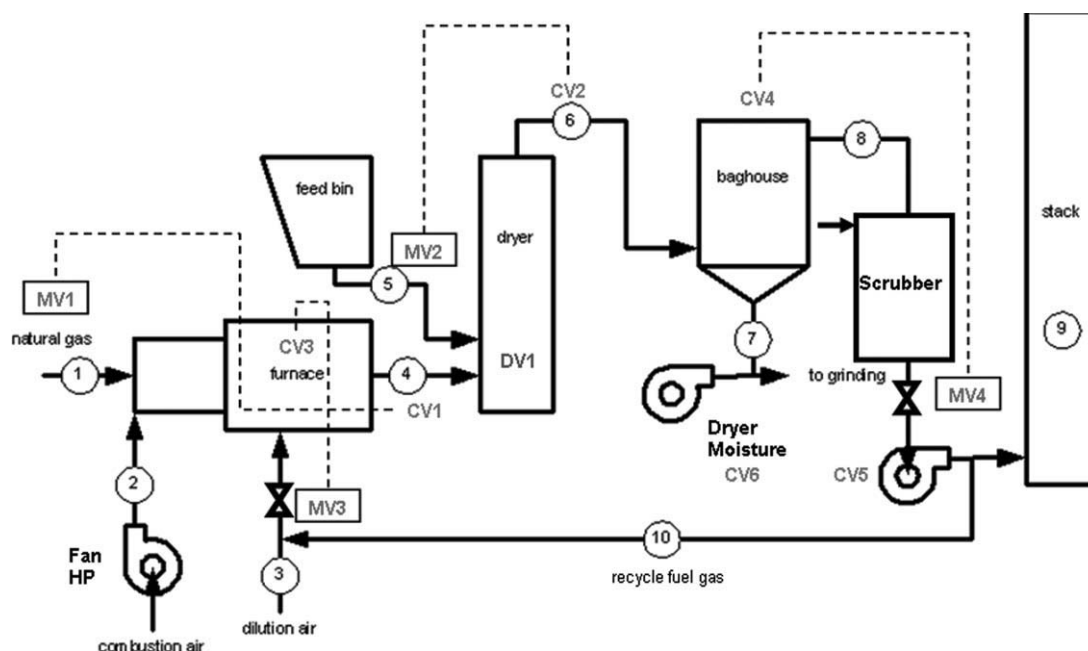 CV2
CV4
6
8
feed bin
baghouse
stack
dryer
MV2
5
Scrubber
MV1
natural gas
9
CV3
7
1
furnace
4
DV1
to grinding
MV4
CV1
Dryer
Moisture
2
CV6
CV5
MV3
10
Fan
HP
3
recycle fuel gas
dilution air
combustion air